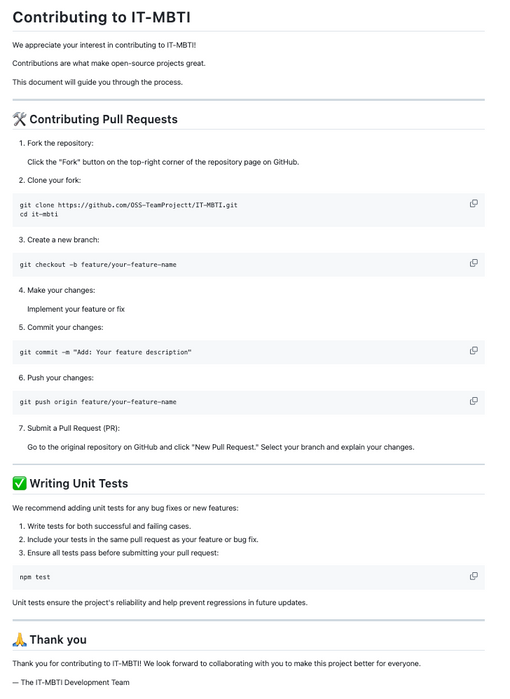 Contributing to IT-MBTI
We appreciate your interest in contributing to IT-MBTI!
Contributions are what make open-source projects great.
This document will guide you through the process.
🛠️ Contributing Pull Requests
1. Fork the repository:
Click the "Fork" button on the top-right corner of the repository page on GitHub.
2. Clone your fork:
git clone https://github.com/OSS-TeamProjectt/IT-MBTI.git
cd it-mbti
3. Create a new branch:
git checkout -b feature/your-feature-name
4. Make your changes:
Implement your feature or fix
5. Commit your changes:
git commit -m "Add: Your feature description"
6. Push your changes:
git push origin feature/your-feature-name
7. Submit a Pull Request (PR):
Go to the original repository on GitHub and click "New Pull Request." Select your branch and explain your changes.
✅ Writing Unit Tests
We recommend adding unit tests for any bug fixes or new features:
1. Write tests for both successful and failing cases.
2. Include your tests in the same pull request as your feature or bug fix.
3. Ensure all tests pass before submitting your pull request:
npm test
Unit tests ensure the project's reliability and help prevent regressions in future updates.
🙏 Thank you
Thank you for contributing to IT-MBTI! We look forward to collaborating with you to make this project better for everyone.
— The IT-MBTI Development Team